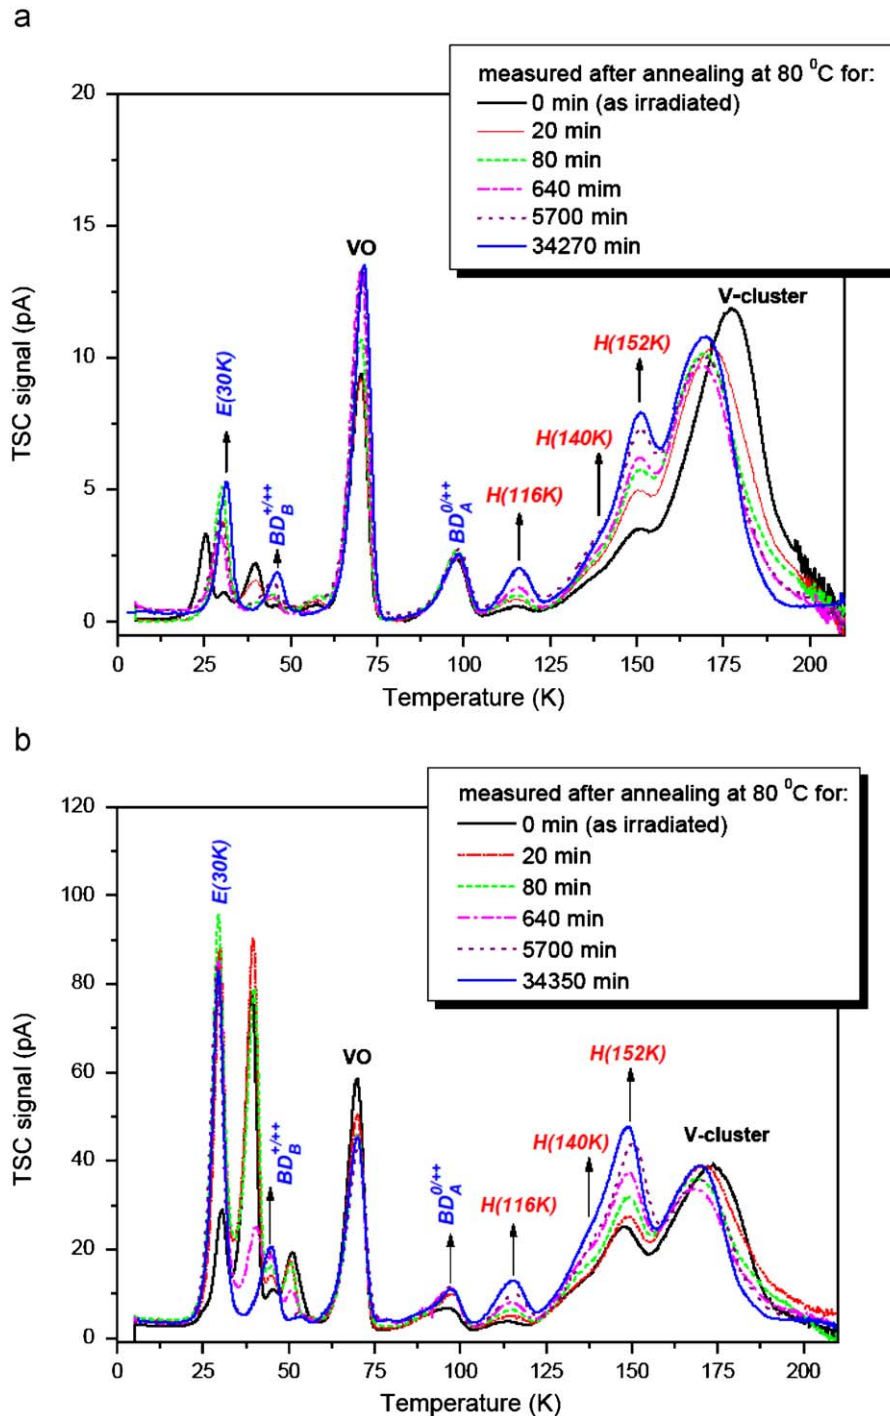 a
measured after annealing at 80 ⁰C for:
0 min (as irradiated)
20 min
80 min
640 mim
5700 min
34270 min
20
15
10
5
0
TSC signal (pA)
E(30K)
BD_B^{+/++}
VO
BD_A^{0/++}
H(116K)
H(140K)
H(152K)
V-cluster
0 25 50 75 100 125 150 175 200
Temperature (K)
b
measured after annealing at 80 ⁰C for:
0 min (as irradiated)
20 min
80 min
640 min
5700 min
34350 min
120
100
80
60
40
20
0
TSC signal (pA)
E(30K)
BD_B^{+/++}
VO
BD_A^{0/++}
H(116K)
H(140K)
H(152K)
V-cluster
0 25 50 75 100 125 150 175 200
Temperature (K)